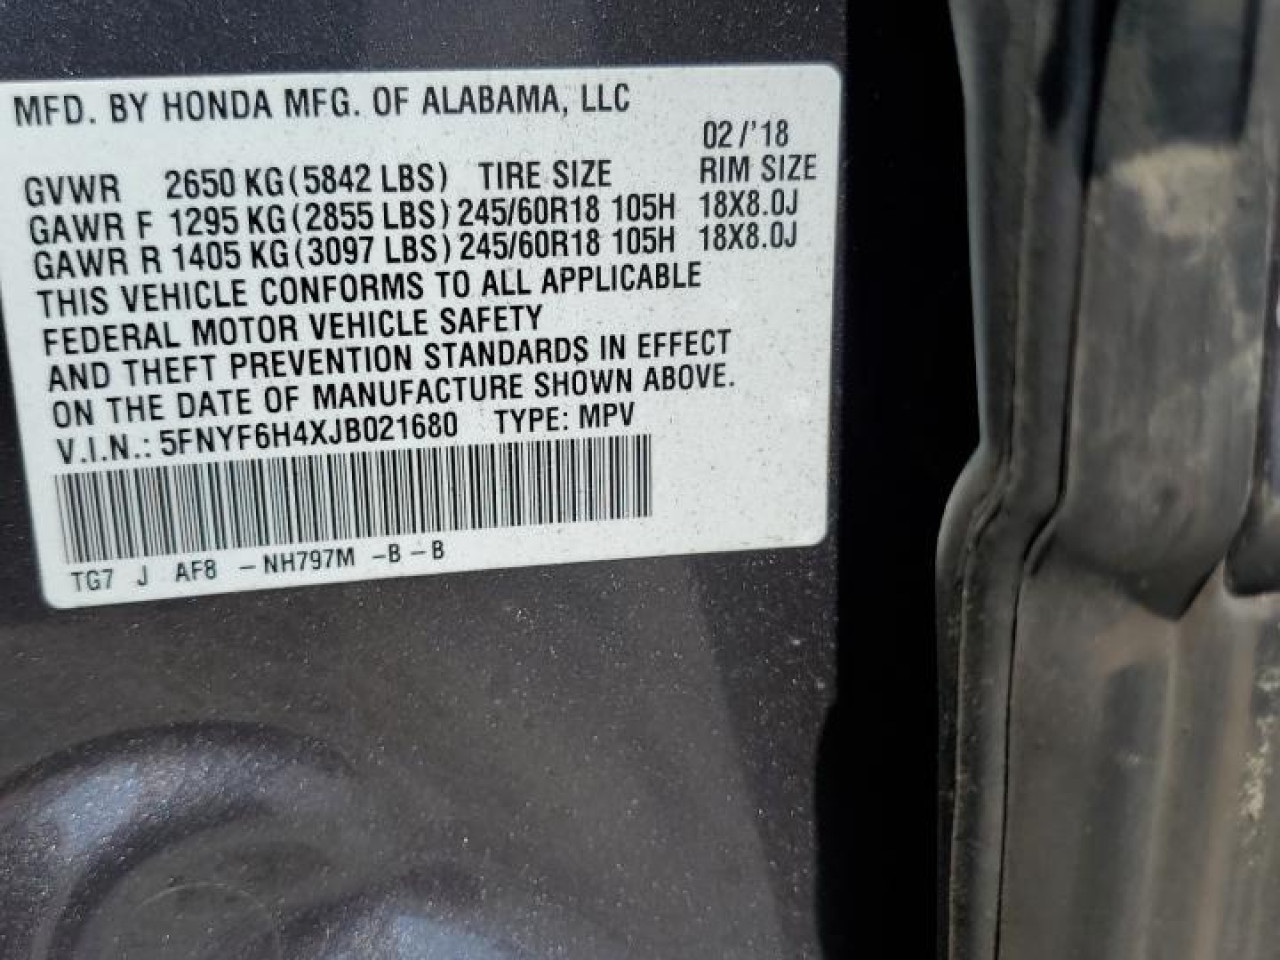 MFD. BY HONDA MFG. OF ALABAMA, LLC
02/'18
GVWR 2650 KG(5842 LBS) TIRE SIZE RIM SIZE
GAWR F 1295 KG(2855 LBS) 245/60R18 105H 18X8.0J
GAWR R 1405 KG(3097 LBS) 245/60R18 105H 18X8.0J
THIS VEHICLE CONFORMS TO ALL APPLICABLE
FEDERAL MOTOR VEHICLE SAFETY
AND THEFT PREVENTION STANDARDS IN EFFECT
ON THE DATE OF MANUFACTURE SHOWN ABOVE.
V.I.N.: 5FNYF6H4XJB021680 TYPE: MPV
TG7 J AF8 -NH797M -B-B